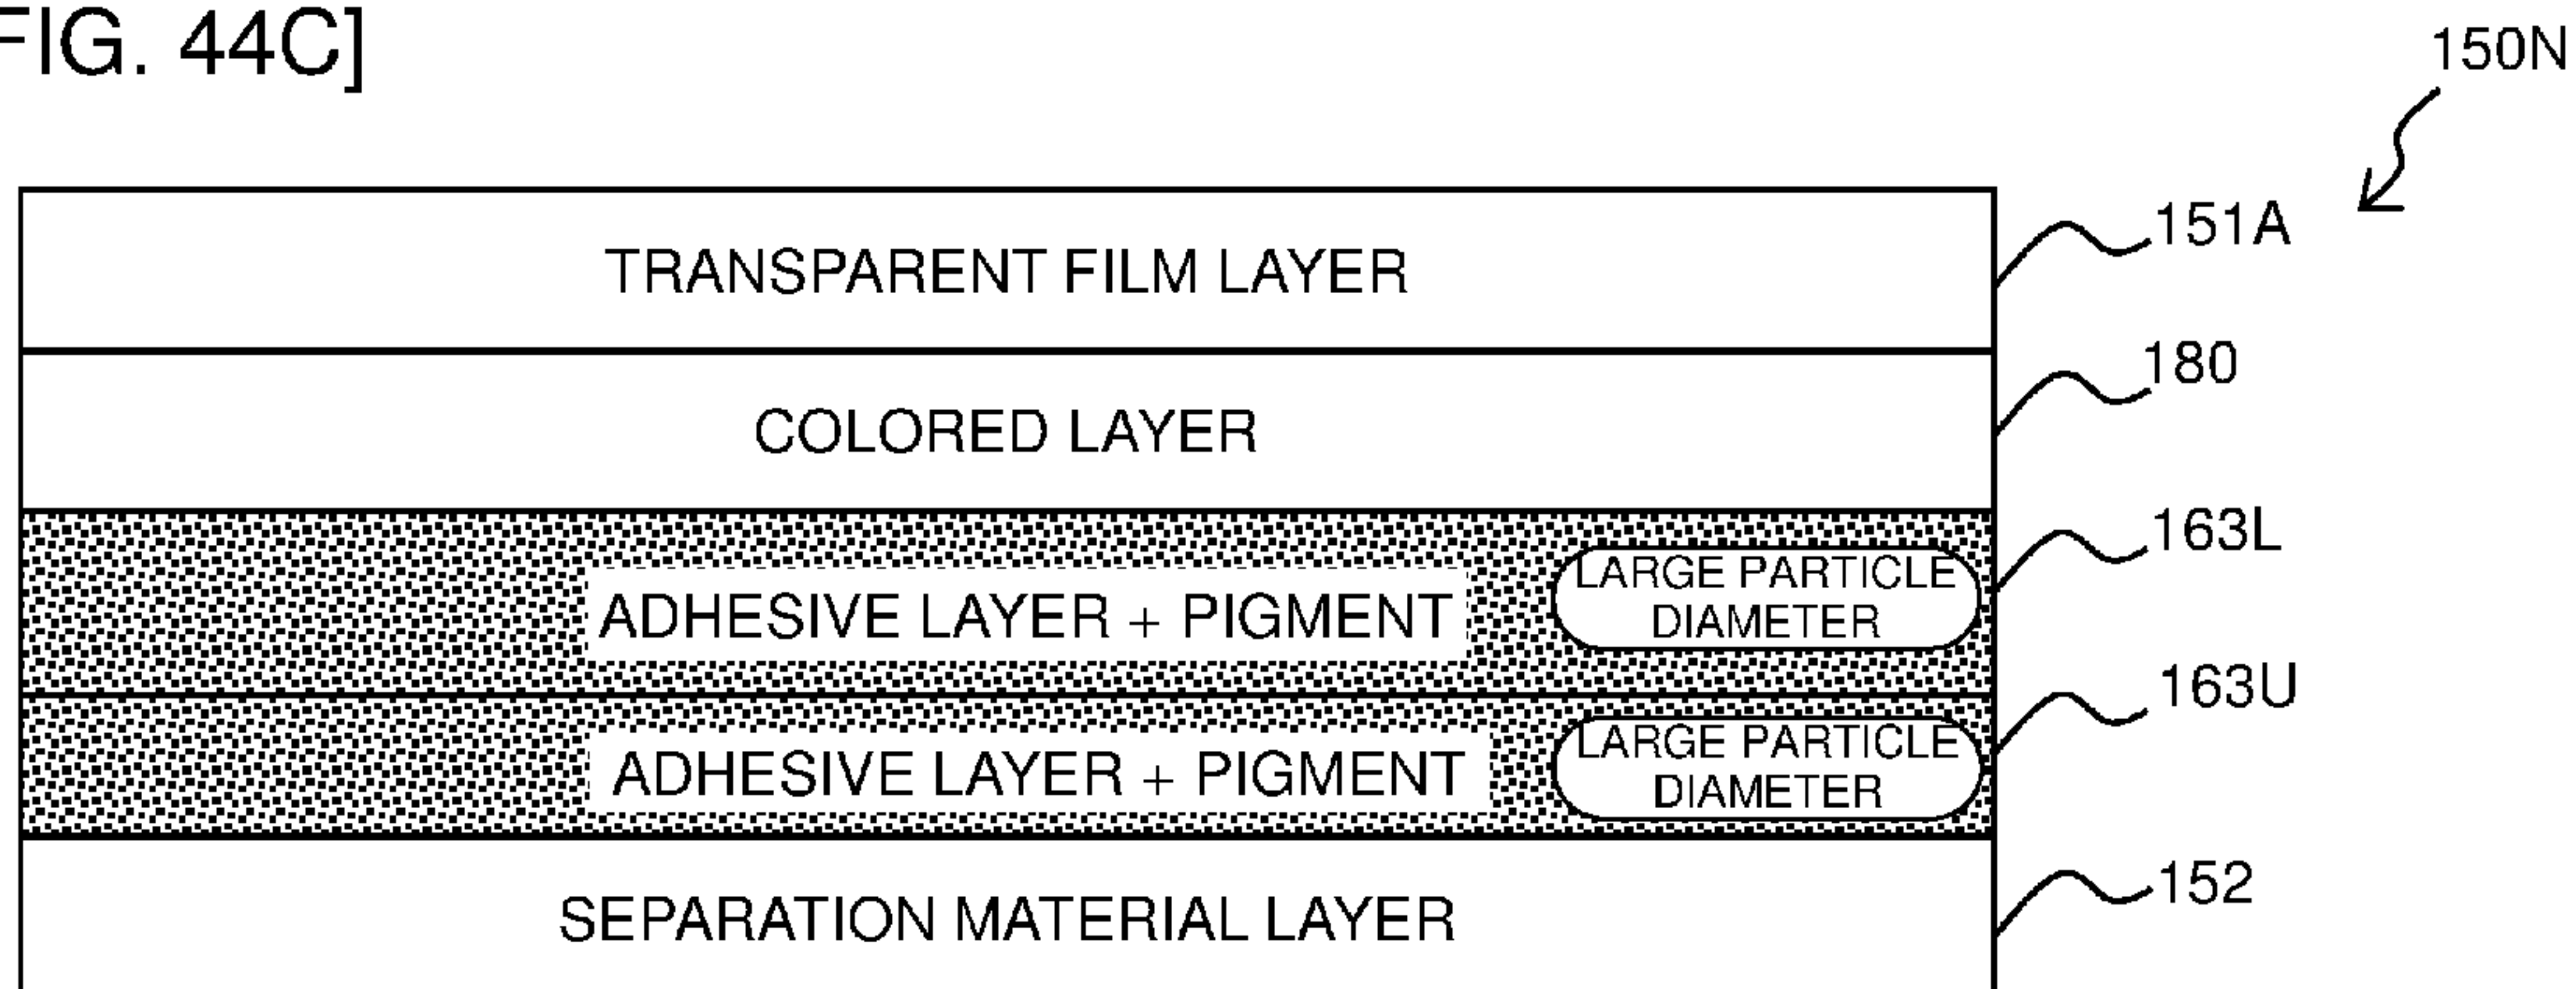 FIG. 44C]
150N
151A
TRANSPARENT FILM LAYER
180
COLORED LAYER
163L
LARGE PARTICLE
DIAMETER
ADHESIVE LAYER + PIGMENT
163U
LARGE PARTICLE
DIAMETER
ADHESIVE LAYER + PIGMENT
152
SEPARATION MATERIAL LAYER